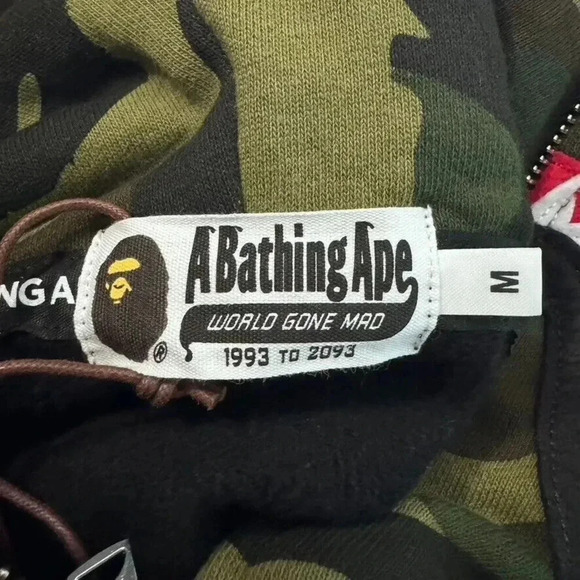 NG A
A Bathing Ape
WORLD GONE MAD
1993 TO 2093
®
M